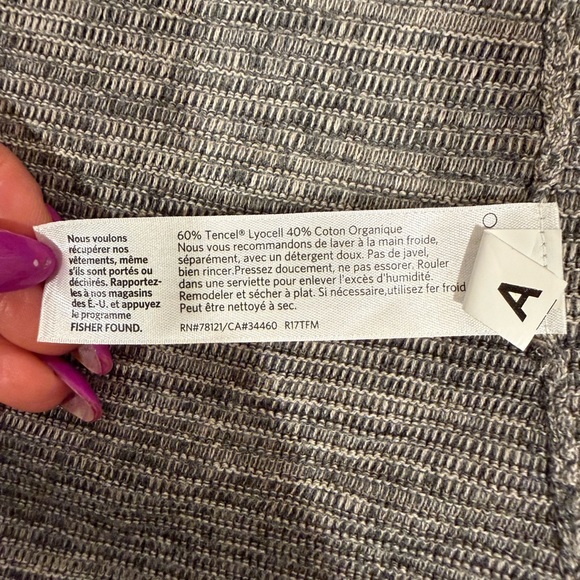 Nous voulons
récupérer nos
vêtements, même
s'ils sont portés ou
déchirés. Rapportez-
les à nos magasins
des É.-U. et appuyez
le programme
FISHER FOUND.
60% Tencel® Lyocell 40% Coton Organique
Nous vous recommandons de laver à la main froide,
séparément, avec un détergent doux. Pas de javel,
bien rincer.Pressez doucement, ne pas essorer. Rouler
dans une serviette pour enlever l'excès d'humidité.
Remodeler et sécher à plat. Si nécessaire,utilisez fer froid
Peut être nettoyé à sec.
RN#78121/CA#34460 R17TFM
A